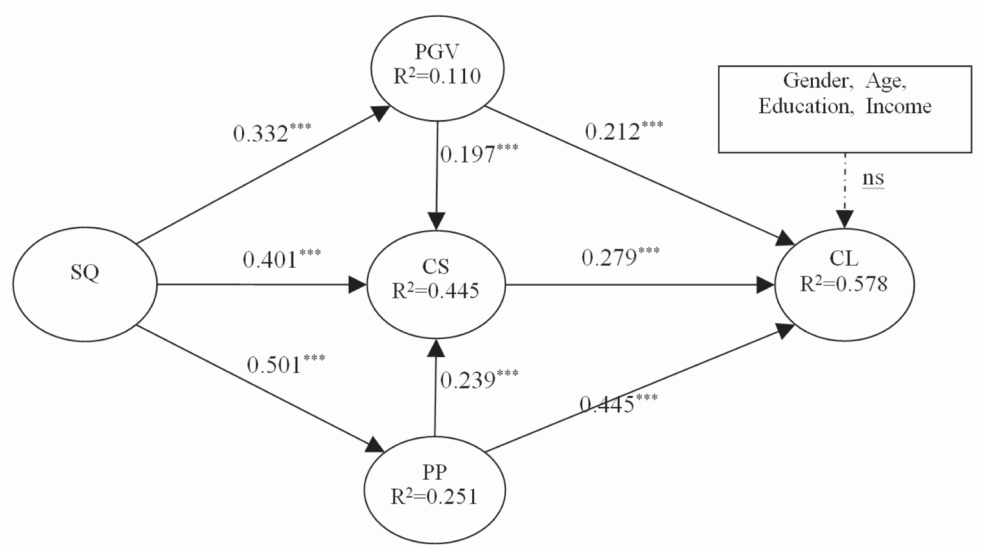 PGV
R²=0.110
Gender, Age,
Education, Income
0.332***
0.212***
0.197***
ns
SQ
0.401***
CS
R²=0.445
0.279***
CL
R²=0.578
0.501***
0.239***
0.445***
PP
R²=0.251